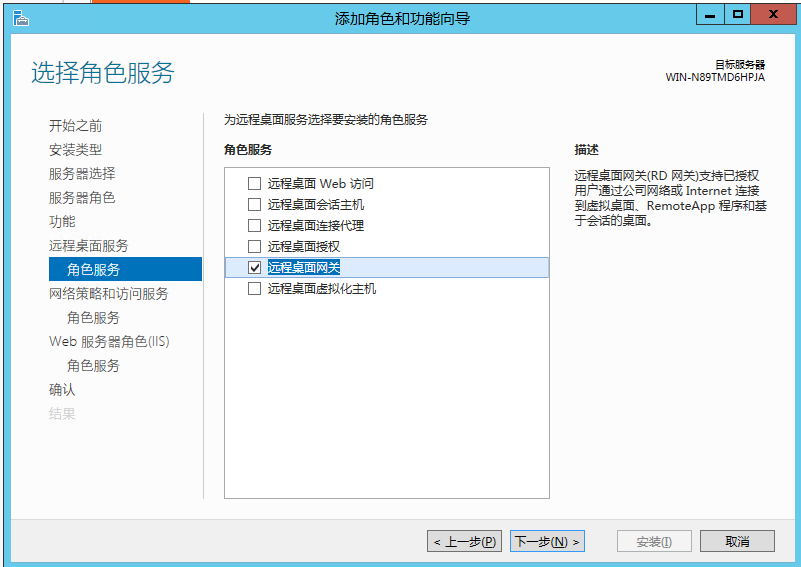 添加角色和功能向导
选择角色服务
目标服务器
WIN-N89TMD6HPJA
开始之前
安装类型
服务器选择
服务器角色
功能
远程桌面服务
角色服务
网络策略和访问服务
角色服务
Web 服务器角色(IIS)
角色服务
确认
结果
为远程桌面服务选择要安装的角色服务
角色服务
远程桌面 Web 访问
远程桌面会话主机
远程桌面连接代理
远程桌面授权
远程桌面网关
远程桌面虚拟化主机
描述
远程桌面网关(RD 网关)支持已授权
用户通过公司网络或 Internet 连接
到虚拟桌面、RemoteApp 程序和基
于会话的桌面。
< 上一步(P)
下一步(N) >
安装(I)
取消